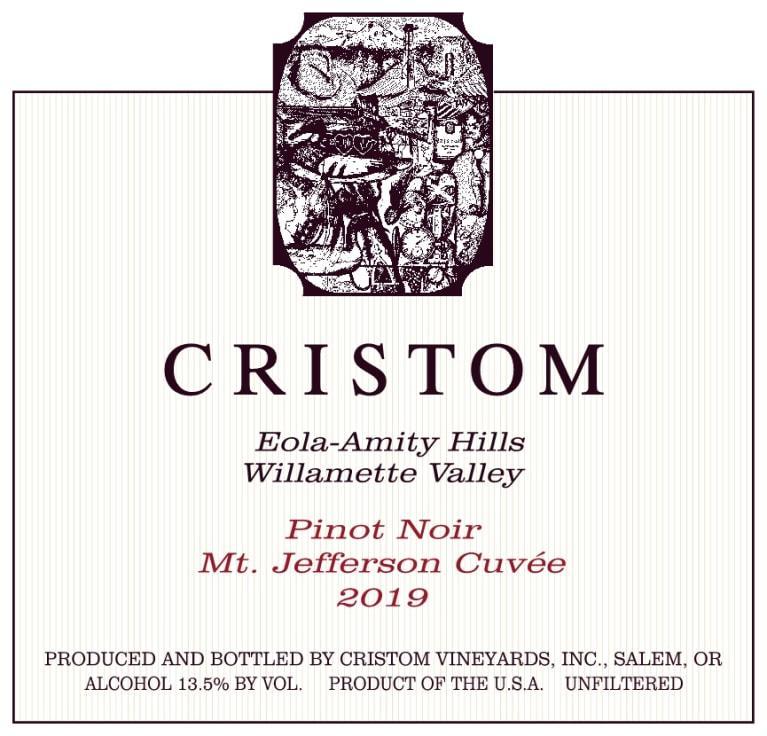 CRISTOM
Eola-Amity Hills
Willamette Valley
Pinot Noir
Mt. Jefferson Cuvée
2019
PRODUCED AND BOTTLED BY CRISTOM VINEYARDS, INC., SALEM, OR
ALCOHOL 13.5% BY VOL. PRODUCT OF THE U.S.A. UNFILTERED